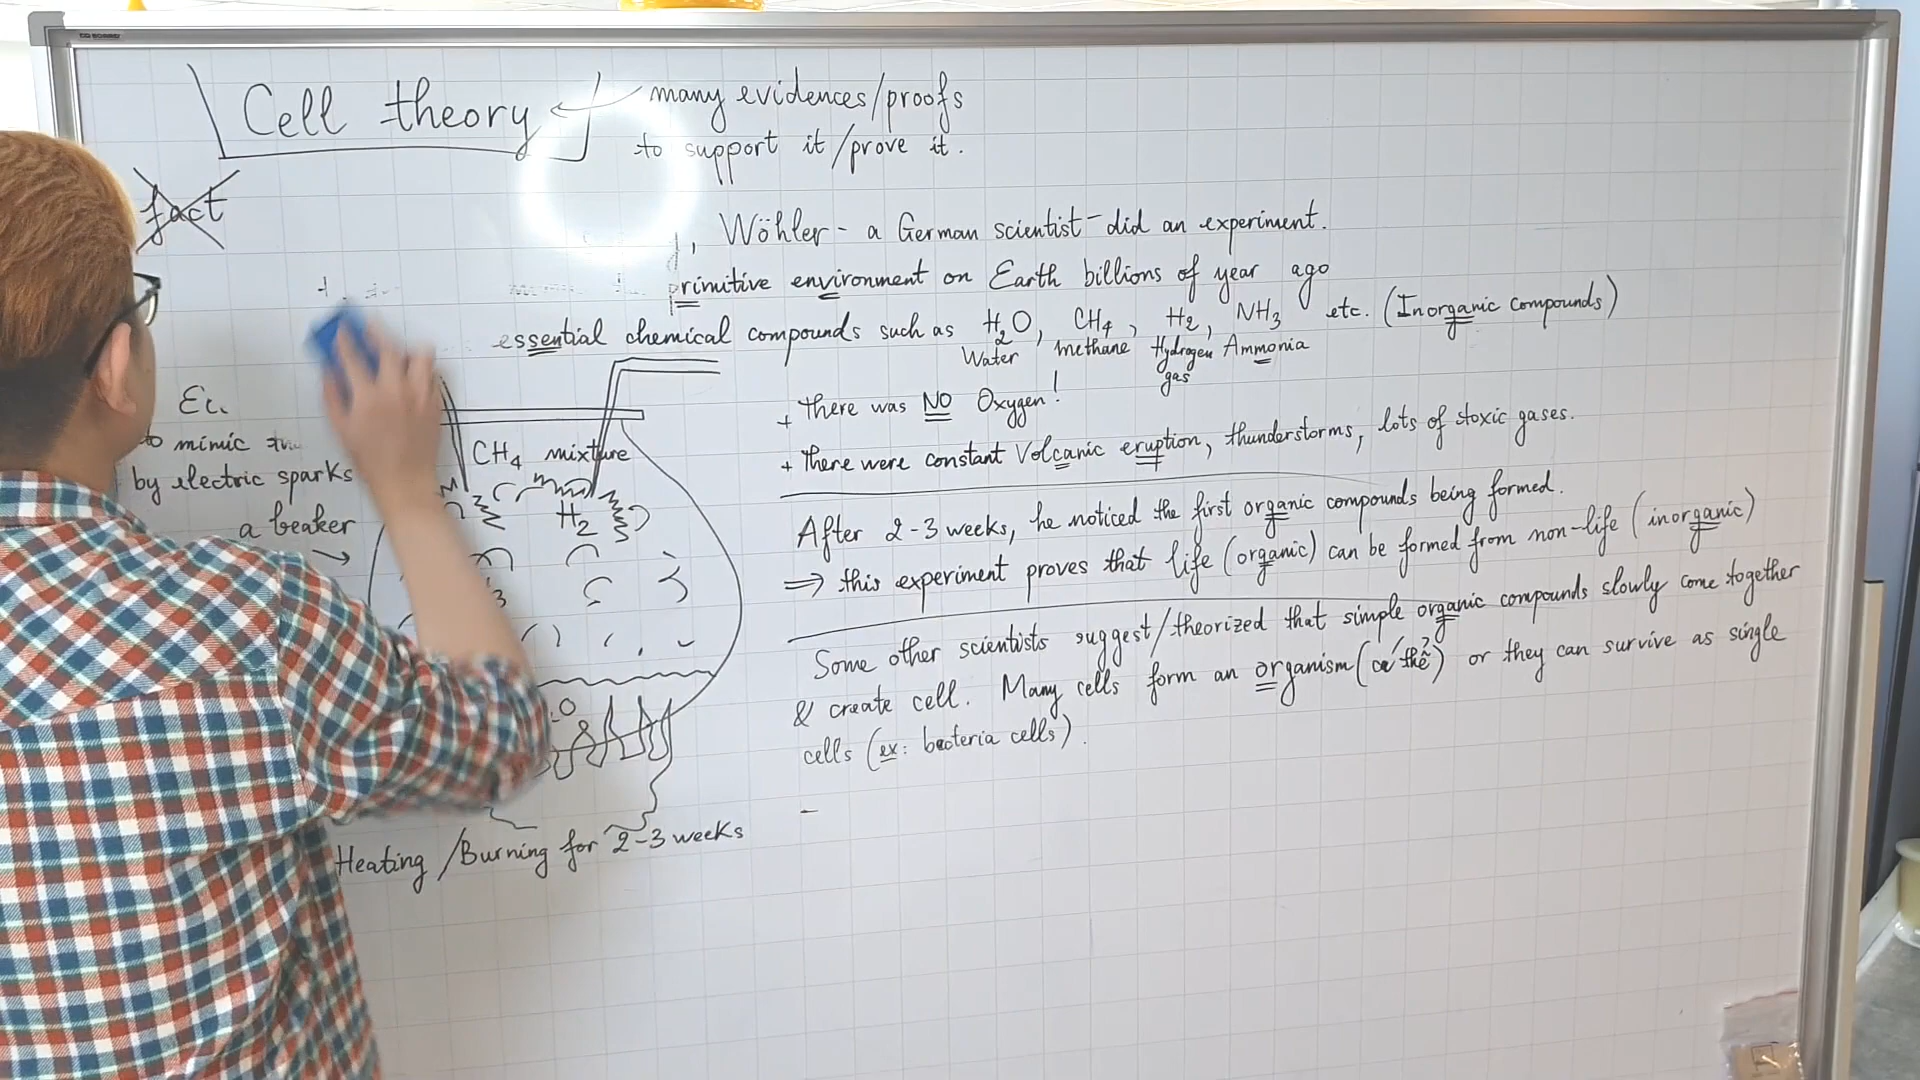 Cell theory
many evidences/proofs
to support it/prove it.
fact
, Wöhler - a German scientist - did an experiment.
primitive environment on Earth billions of year ago
essential chemical compounds such as H2O, CH4, H2, NH3 etc. (Inorganic compounds)
Water methane Hydrogen gas Ammonia
+ there was NO Oxygen!
+ there were constant Volcanic eruption, thunderstorms, lots of toxic gases.
to mimic
by electric sparks
a beaker
CH4 mixture
H2
3
O
Heating/Burning for 2-3 weeks
After 2-3 weeks, he noticed the first organic compounds being formed.
⇒ this experiment proves that life (organic) can be formed from non-life (inorganic)
Some other scientists suggest/theorized that simple organic compounds slowly come together
& create cell. Many cells form an organism (cá thể) or they can survive as single
cells (ex: bacteria cells).
-